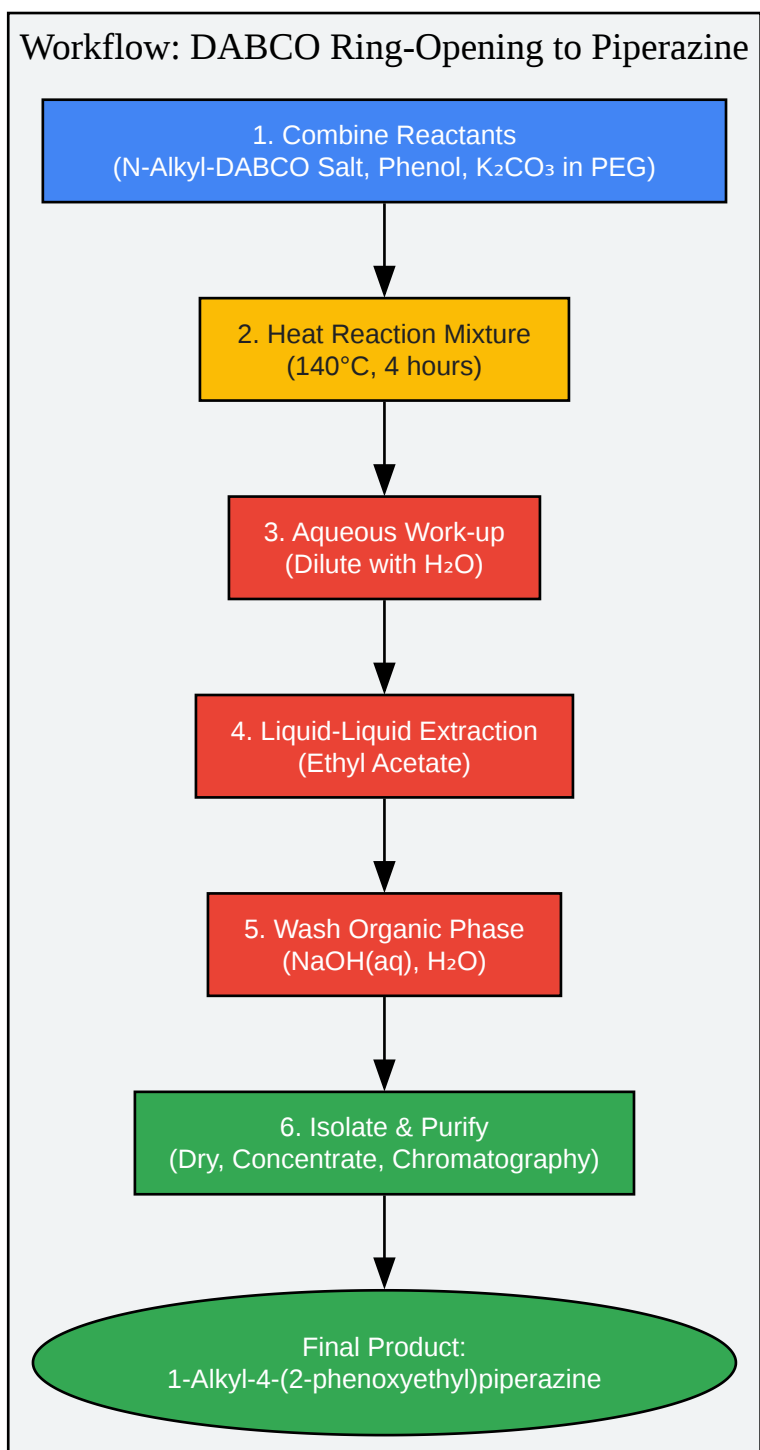 Workflow: DABCO Ring-Opening to Piperazine
1. Combine Reactants
(N-Alkyl-DABCO Salt, Phenol, K₂CO₃ in PEG)
2. Heat Reaction Mixture
(140°C, 4 hours)
3. Aqueous Work-up
(Dilute with H₂O)
4. Liquid-Liquid Extraction
(Ethyl Acetate)
5. Wash Organic Phase
(NaOH(aq), H₂O)
6. Isolate & Purify
(Dry, Concentrate, Chromatography)
Final Product:
1-Alkyl-4-(2-phenoxyethyl)piperazine